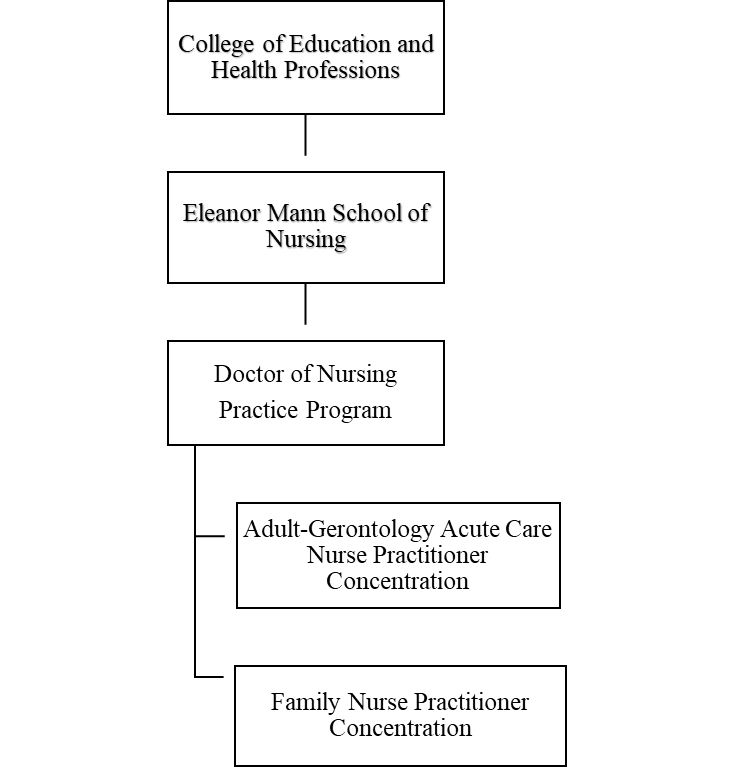 College of Education and
Health Professions
Eleanor Mann School of
Nursing
Doctor of Nursing
Practice Program
Adult-Gerontology Acute Care
Nurse Practitioner
Concentration
Family Nurse Practitioner
Concentration